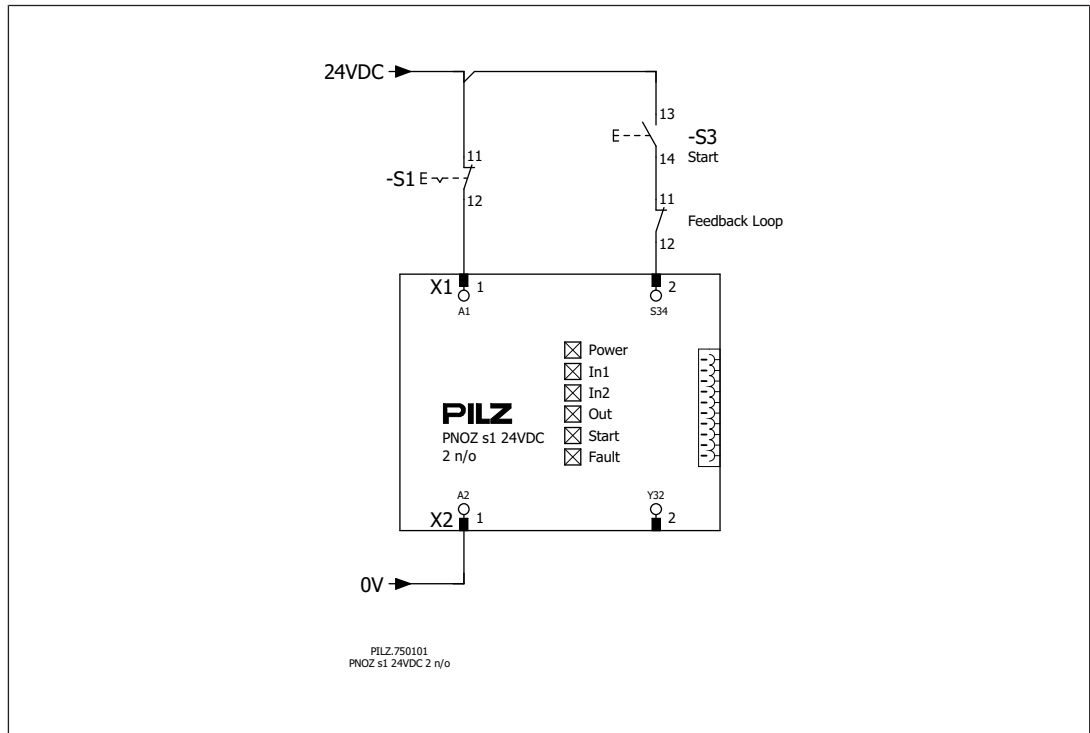 24VDC
13
E
-S3
14
Start
11
-S1
E
12
11
Feedback Loop
12
X1
1
2
A1
S34
Power
In1
In2
PILZ
Out
PNOZ s1 24VDC
Start
2 n/o
Fault
A2
Y32
X2
1
2
0V
PILZ.750101
PNOZ s1 24VDC 2 n/o